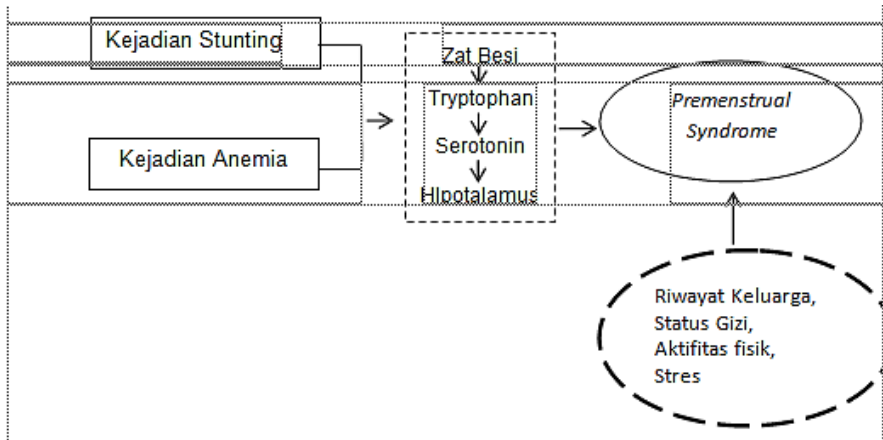 Kejadian Stunting
Kejadian Anemia
Zat Besi
Tryptophan
Serotonin
HIpotalamus
Premenstrual
Syndrome
Riwayat Keluarga,
Status Gizi,
Aktifitas fisik,
Stres